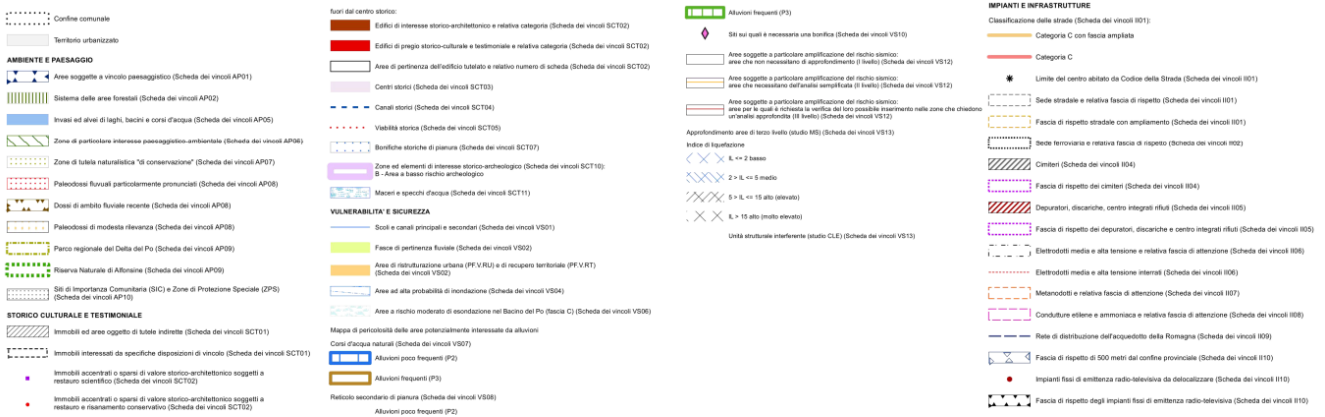 Confine comunale
Territorio urbanizzato
AMBIENTE E PAESAGGIO
Aree soggette a vincolo paesaggistico (Scheda dei vincoli AP01)
Sistema delle aree forestali (Scheda dei vincoli AP02)
Invasi ed alvei di laghi, bacini e corsi d'acqua (Scheda dei vincoli AP05)
Zone di particolare interesse paesaggistico-ambientale (Scheda dei vincoli AP06)
Zone di tutela naturalistica "di conservazione" (Scheda dei vincoli AP07)
Paleodossi fluvuali particolarmente pronunciati (Scheda dei vincoli AP08)
Dossi di ambito fluviale recente (Scheda dei vincoli AP08)
Paleodossi di modesta rilevanza (Scheda dei vincoli AP08)
Parco regionale del Delta del Po (Scheda dei vincoli AP09)
Riserva Naturale di Alfonsine (Scheda dei vincoli AP09)
Siti di Importanza Comunitaria (SIC) e Zone di Protezione Speciale (ZPS)
(Scheda dei vincoli AP10)
STORICO CULTURALE E TESTIMONIALE
Immobili ed aree oggetto di tutele indirette (Scheda dei vincoli SCT01)
Immobili interessati da specifiche disposizioni di vincolo (Scheda dei vincoli SCT01)
Immobili accentrati o sparsi di valore storico-architettonico soggetti a
restauro scientifico (Scheda dei vincoli SCT02)
Immobili accentrati o sparsi di valore storico-architettonico soggetti a
restauro e risanamento conservativo (Scheda dei vincoli SCT02)
fuori dal centro storico:
Edifici di interesse storico-architettonico e relativa categoria (Scheda dei vincoli SCT02)
Edifici di pregio storico-culturale e testimoniale e relativa categoria (Scheda dei vincoli SCT02)
Aree di pertinenza dell'edificio tutelato e relativo numero di scheda (Scheda dei vincoli SCT02)
Centri storici (Scheda dei vincoli SCT03)
Canali storici (Scheda dei vincoli SCT04)
Viabilità storica (Scheda dei vincoli SCT05)
Bonifiche storiche di pianura (Scheda dei vincoli SCT07)
Zone ed elementi di interesse storico-archeologico (Scheda dei vincoli SCT10):
B - Area a basso rischio archeologico
Maceri e specchi d'acqua (Scheda dei vincoli SCT11)
VULNERABILITA' E SICUREZZA
Scoli e canali principali e secondari (Scheda dei vincoli VS01)
Fasce di pertinenza fluviale (Scheda dei vincoli VS02)
Aree di ristrutturazione urbana (PF.V.RU) e di recupero territoriale (PF.V.RT)
(Scheda dei vincoli VS02)
Aree ad alta probabilità di inondazione (Scheda dei vincoli VS04)
Aree a rischio moderato di esondazione nel Bacino del Po (fascia C) (Scheda dei vincoli VS06)
Mappa di pericolosità delle aree potenzialmente interessate da alluvioni
Corsi d'acqua naturali (Scheda dei vincoli VS07)
Alluvioni poco frequenti (P2)
Alluvioni frequenti (P3)
Reticolo secondario di pianura (Scheda dei vincoli VS08)
Alluvioni poco frequenti (P2)
Alluvioni frequenti (P3)
Siti sui quali è necessaria una bonifica (Scheda dei vincoli VS10)
Aree soggette a particolare amplificazione del rischio sismico:
aree che non necessitano di approfondimento (I livello) (Scheda dei vincoli VS12)
Aree soggette a particolare amplificazione del rischio sismico:
aree che necessitano dell'analisi semplificata (II livello) (Scheda dei vincoli VS12)
Aree soggette a particolare amplificazione del rischio sismico:
aree per le quali è richiesta la verifica del loro possibile inserimento nelle zone che chiedono
un'analisi approfondita (III livello) (Scheda dei vincoli VS12)
Approfondimento aree di terzo livello (studio MS) (Scheda dei vincoli VS13)
Indice di liquefazione
IL <= 2 basso
2 > IL <= 5 medio
5 > IL <= 15 alto (elevato)
IL > 15 alto (molto elevato)
Unità strutturale interferente (studio CLE) (Scheda dei vincoli VS13)
IMPIANTI E INFRASTRUTTURE
Classificazione delle strade (Scheda dei vincoli II01):
Categoria C con fascia ampliata
Categoria C
Limite del centro abitato da Codice della Strada (Scheda dei vincoli II01)
Sede stradale e relativa fascia di rispetto (Scheda dei vincoli II01)
Fascia di rispetto stradale con ampliamento (Scheda dei vincoli II01)
Sede ferroviaria e relativa fascia di rispetto (Scheda dei vincoli II02)
Cimiteri (Scheda dei vincoli II04)
Fascia di rispetto dei cimiteri (Scheda dei vincoli II04)
Depuratori, discariche, centro integrati rifiuti (Scheda dei vincoli II05)
Fascia di rispetto dei depuratori, discariche e centro integrati rifiuti (Scheda dei vincoli II05)
Elettrodotti media e alta tensione e relativa fascia di attenzione (Scheda dei vincoli II06)
Elettrodotti media e alta tensione interrati (Scheda dei vincoli II06)
Metanodotti e relativa fascia di attenzione (Scheda dei vincoli II07)
Condutture etilene e ammoniaca e relativa fascia di attenzione (Scheda dei vincoli II08)
Rete di distribuzione dell'acquedotto della Romagna (Scheda dei vincoli II09)
Fascia di rispetto di 500 metri dal confine provinciale (Scheda dei vincoli II10)
Impianti fissi di emittenza radio-televisiva da delocalizzare (Scheda dei vincoli II10)
Fascia di rispetto degli impianti fissi di emittenza radio-televisiva (Scheda dei vincoli II10)